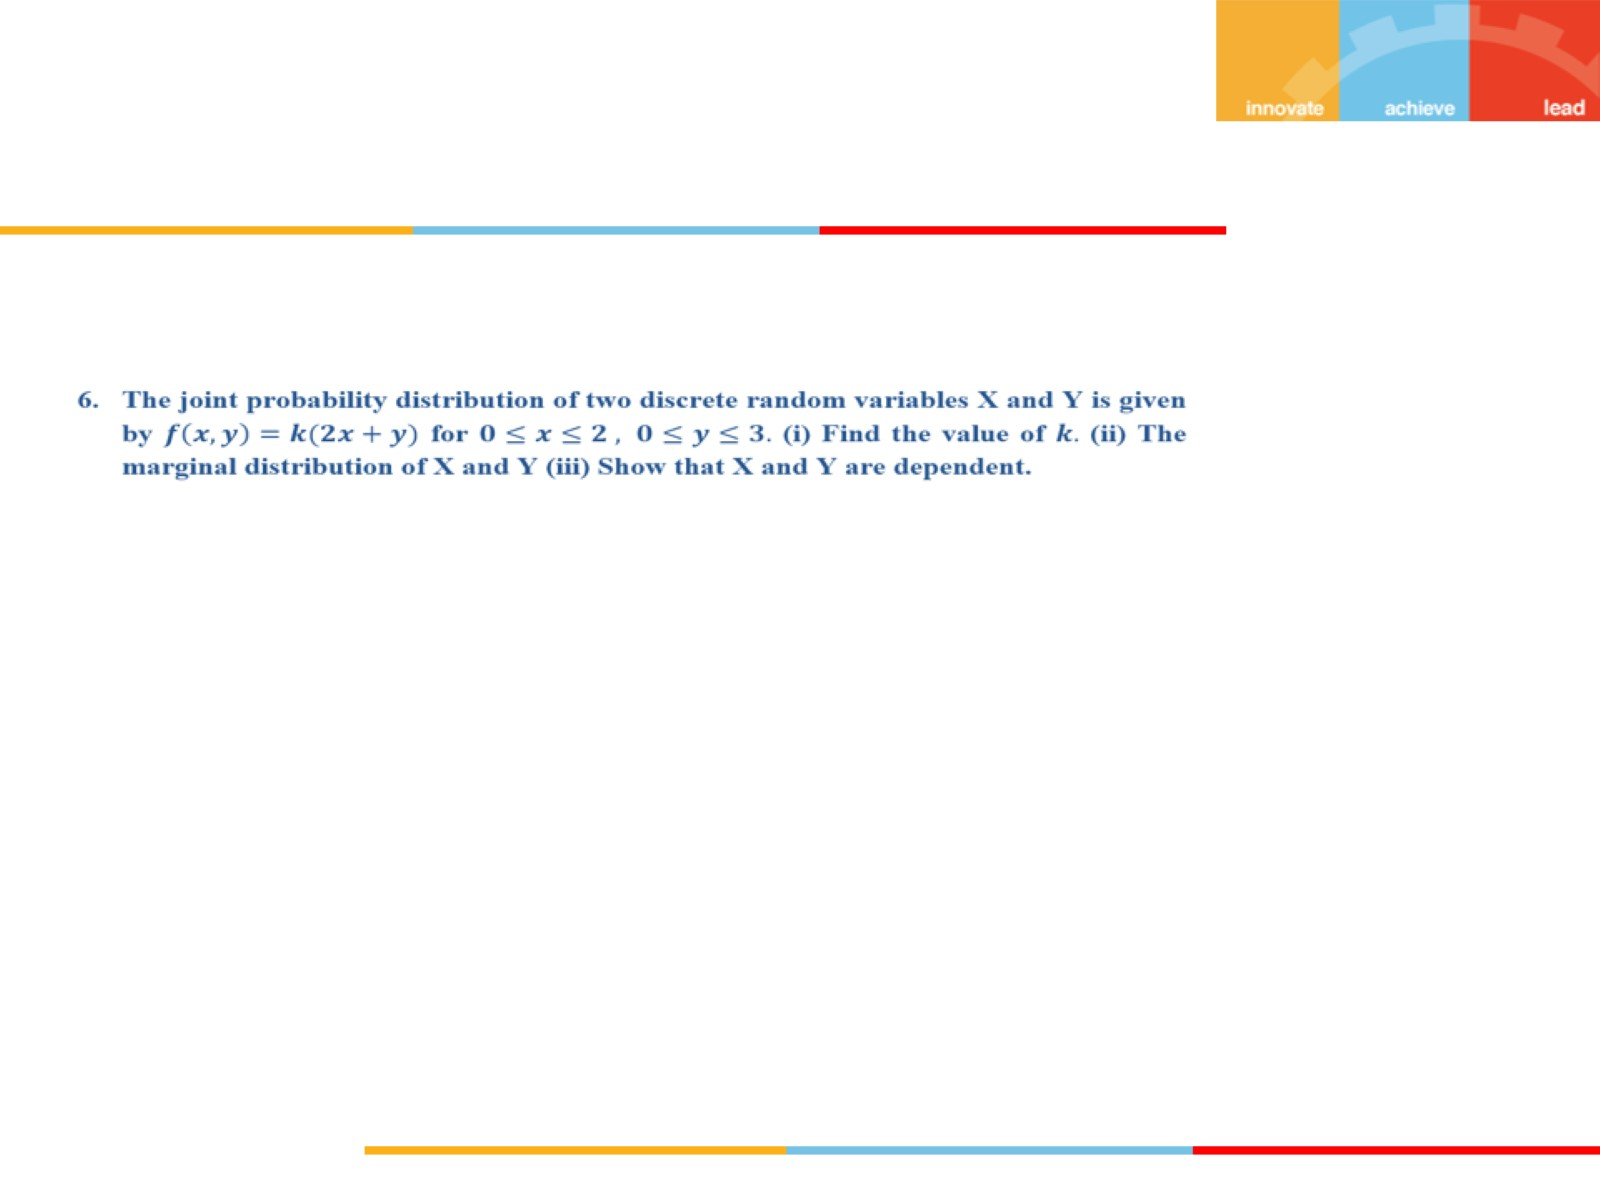 innovate achieve lead
6. The joint probability distribution of two discrete random variables X and Y is given
by f(x, y) = k(2x + y) for 0 ≤ x ≤ 2 , 0 ≤ y ≤ 3. (i) Find the value of k. (ii) The
marginal distribution of X and Y (iii) Show that X and Y are dependent.